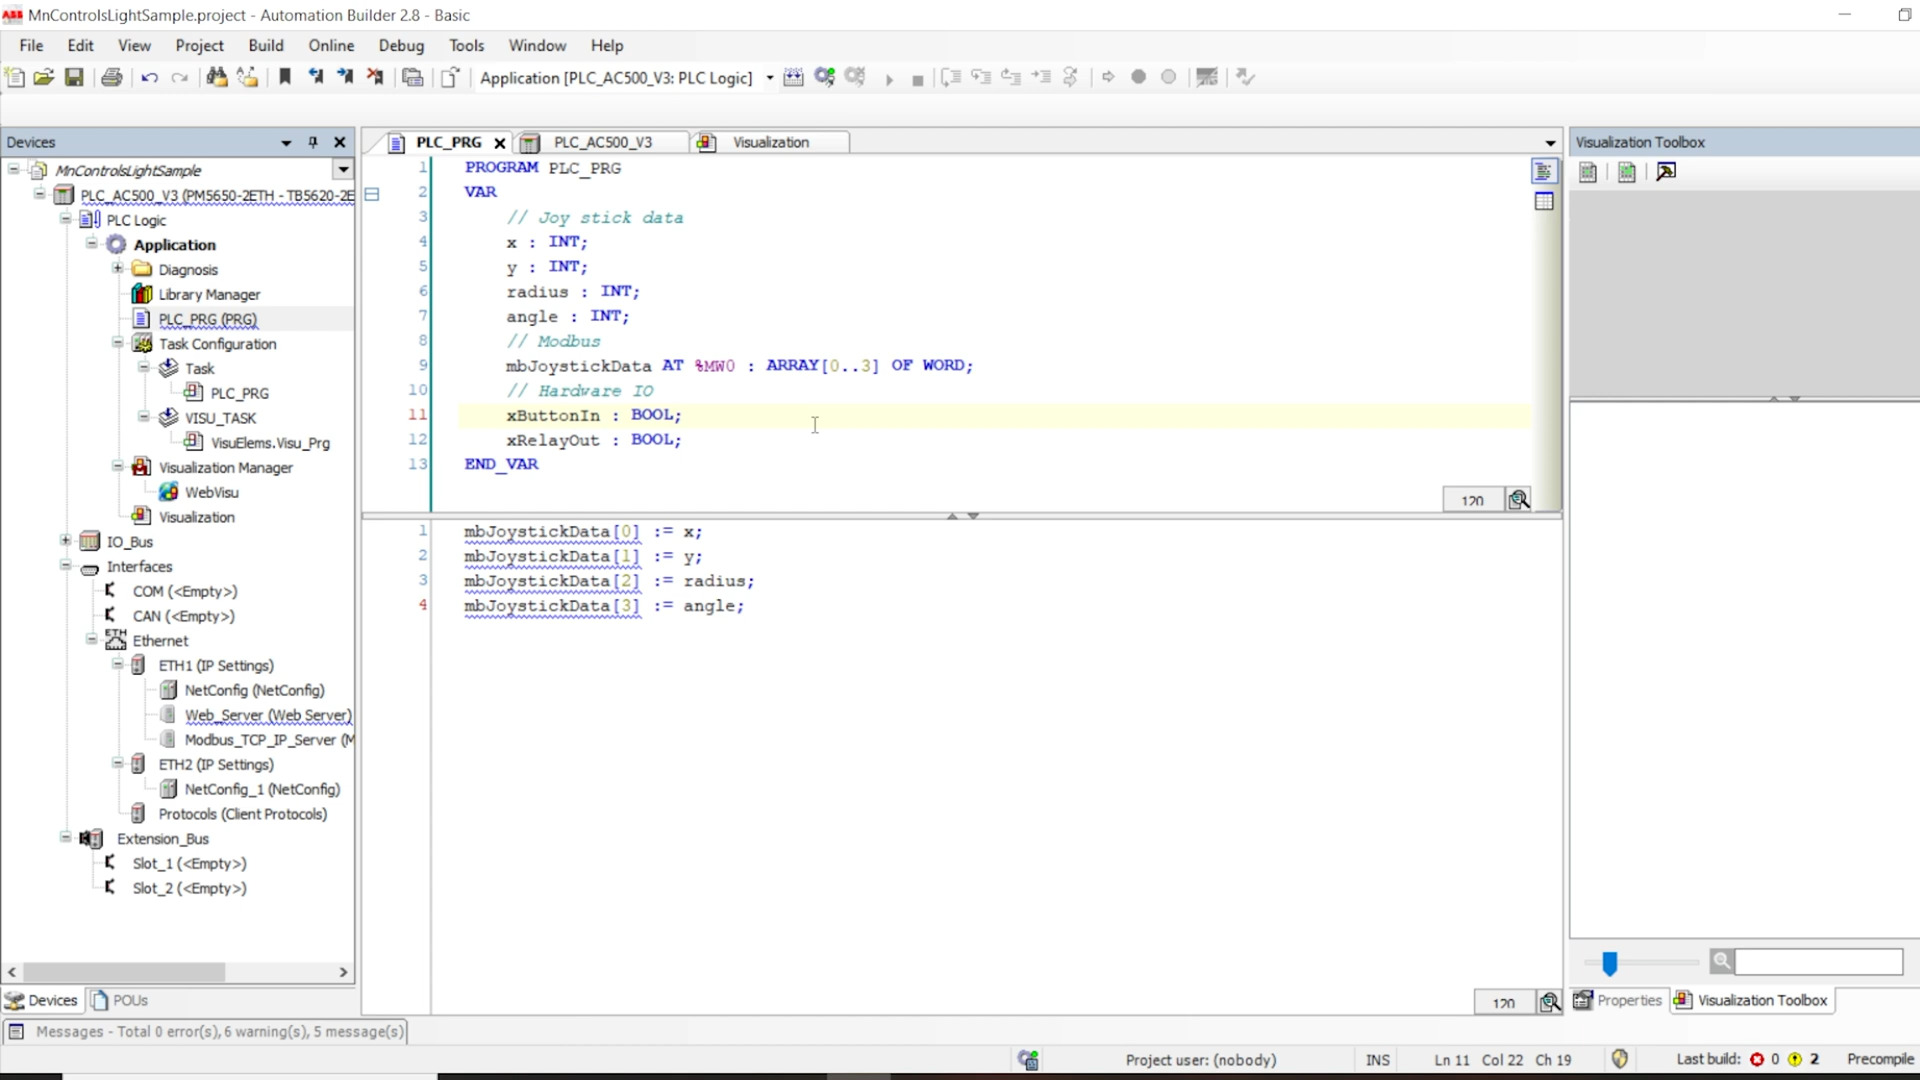 MnControlsLightSample.project - Automation Builder 2.8 - Basic
File Edit View Project Build Online Debug Tools Window Help
Application [PLC_AC500_V3: PLC Logic]
Devices
MnControlsLightSample
PLC_AC500_V3 (PM5650-2ETH - TB5620-2E
PLC Logic
Application
Diagnosis
Library Manager
PLC_PRG (PRG)
Task Configuration
Task
PLC_PRG
VISU_TASK
VisuElems.Visu_Prg
Visualization Manager
WebVisu
Visualization
IO_Bus
Interfaces
COM (<Empty>)
CAN (<Empty>)
Ethernet
ETH1 (IP Settings)
NetConfig (NetConfig)
Web_Server (Web Server)
Modbus_TCP_IP_Server (M
ETH2 (IP Settings)
NetConfig_1 (NetConfig)
Protocols (Client Protocols)
Extension_Bus
Slot_1 (<Empty>)
Slot_2 (<Empty>)
Devices POUs
PLC_PRG PLC_AC500_V3 Visualization
1 PROGRAM PLC_PRG
2 VAR
3 // Joy stick data
4 x : INT;
5 y : INT;
6 radius : INT;
7 angle : INT;
8 // Modbus
9 mbJoystickData AT %MW0 : ARRAY[0..3] OF WORD;
10 // Hardware IO
11 xButtonIn : BOOL;
12 xRelayOut : BOOL;
13 END_VAR
120
1 mbJoystickData[0] := x;
2 mbJoystickData[1] := y;
3 mbJoystickData[2] := radius;
4 mbJoystickData[3] := angle;
120
Visualization Toolbox
Properties Visualization Toolbox
Messages - Total 0 error(s), 6 warning(s), 5 message(s)
Project user: (nobody) INS Ln 11 Col 22 Ch 19 Last build: 0 2 Precompile